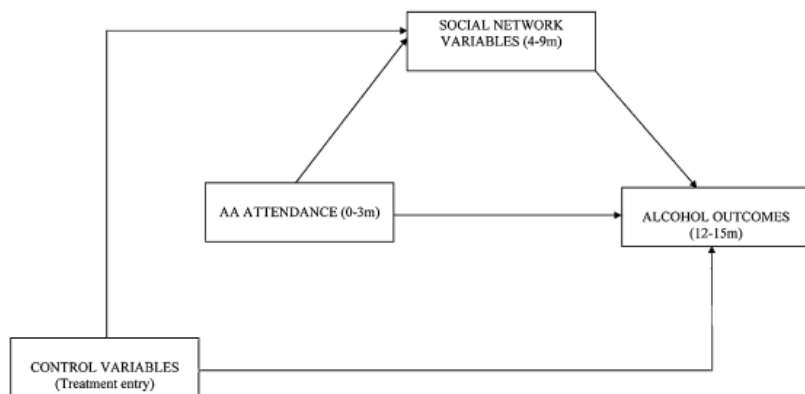 SOCIAL NETWORK
VARIABLES (4-9m)
AA ATTENDANCE (0-3m)
ALCOHOL OUTCOMES
(12-15m)
CONTROL VARIABLES
(Treatment entry)